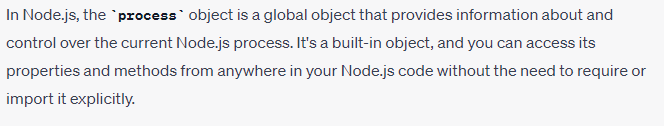 In Node.js, the `process` object is a global object that provides information about and
control over the current Node.js process. It's a built-in object, and you can access its
properties and methods from anywhere in your Node.js code without the need to require or
import it explicitly.